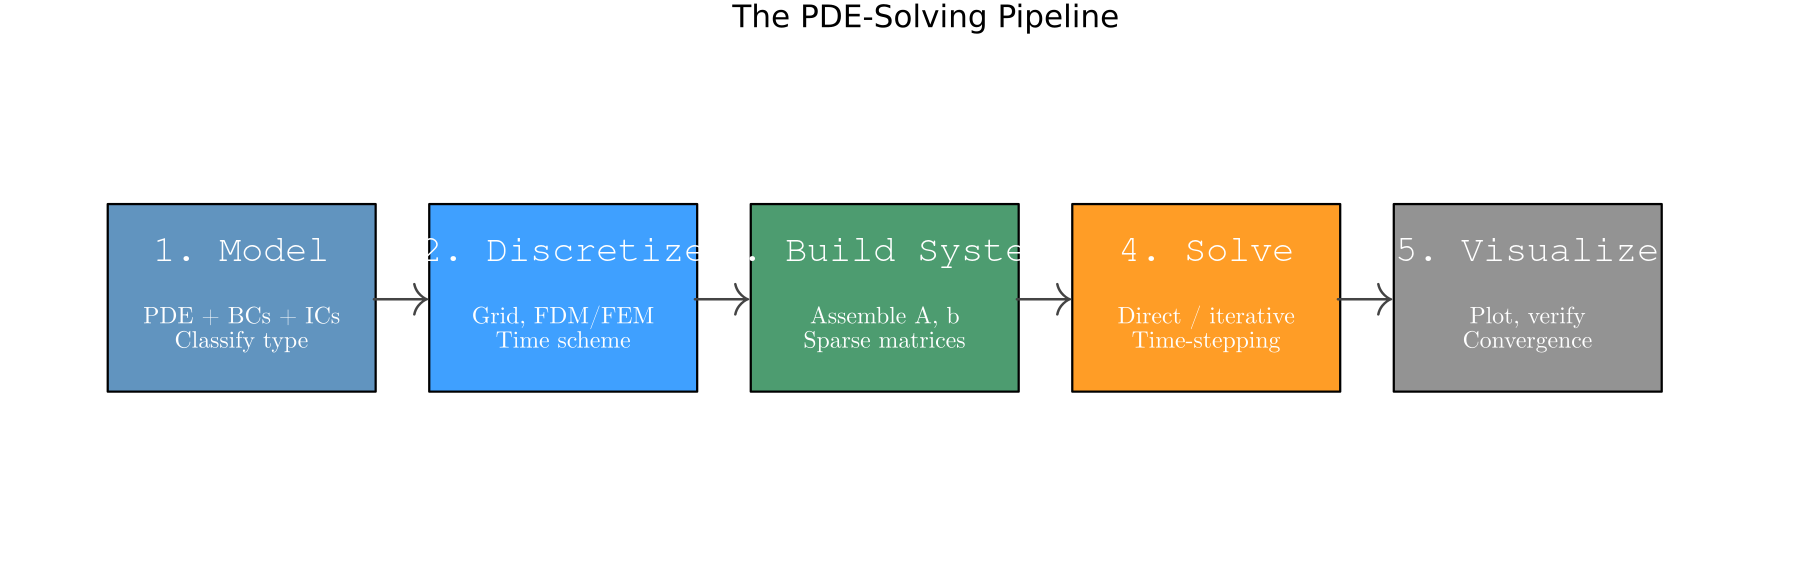 The PDE-Solving Pipeline
1. Model
PDE + BCs + ICs
Classify type
2. Discretize
Grid, FDM/FEM
Time scheme
. Build Syste
Assemble A, b
Sparse matrices
4. Solve
Direct / iterative
Time-stepping
5. Visualize
Plot, verify
Convergence